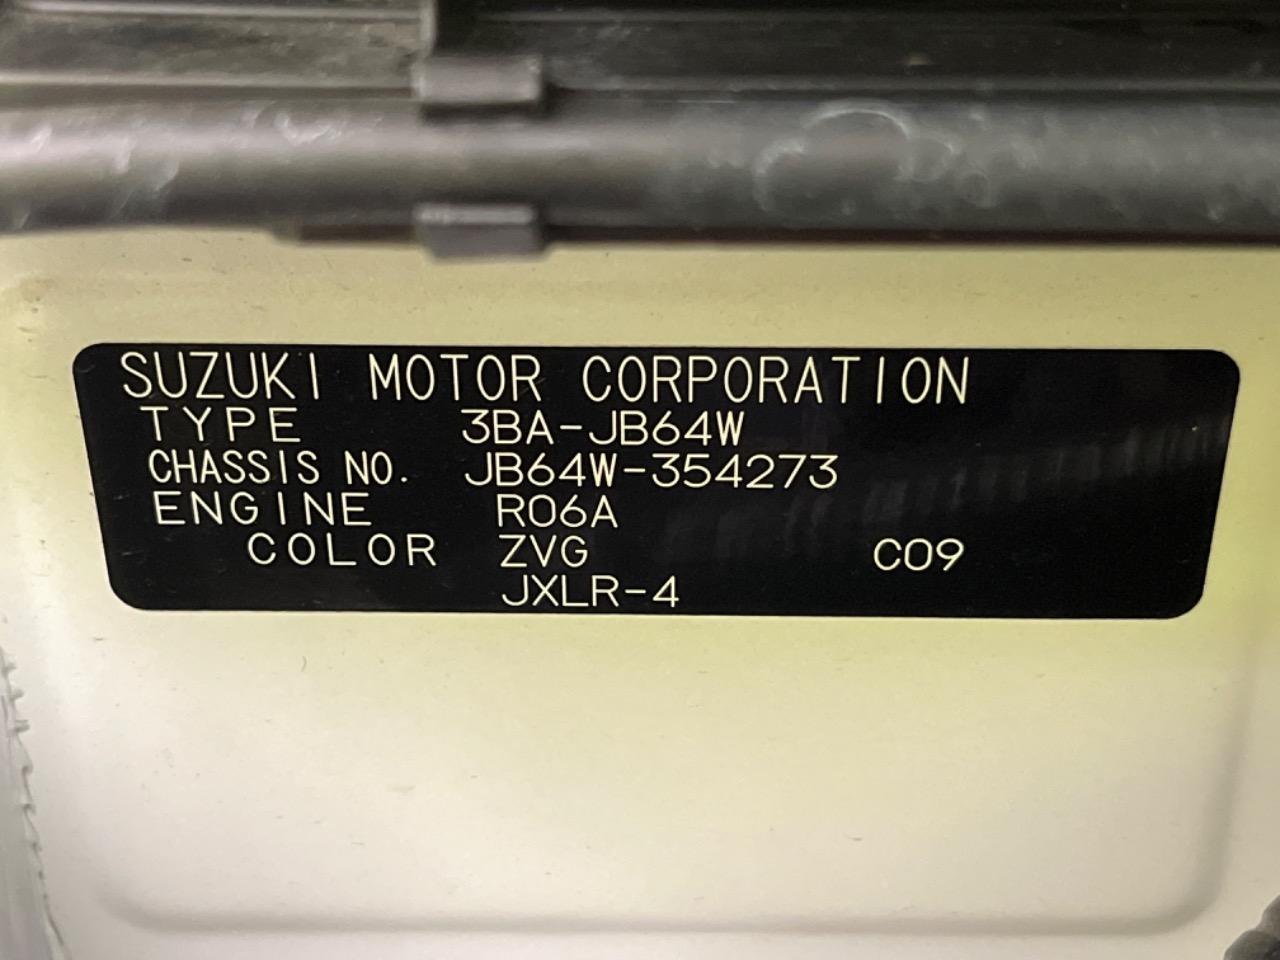 SUZUKI MOTOR CORPORATION
TYPE 3BA-JB64W
CHASSIS NO. JB64W-354273
ENGINE R06A
COLOR ZVG C09
JXLR-4